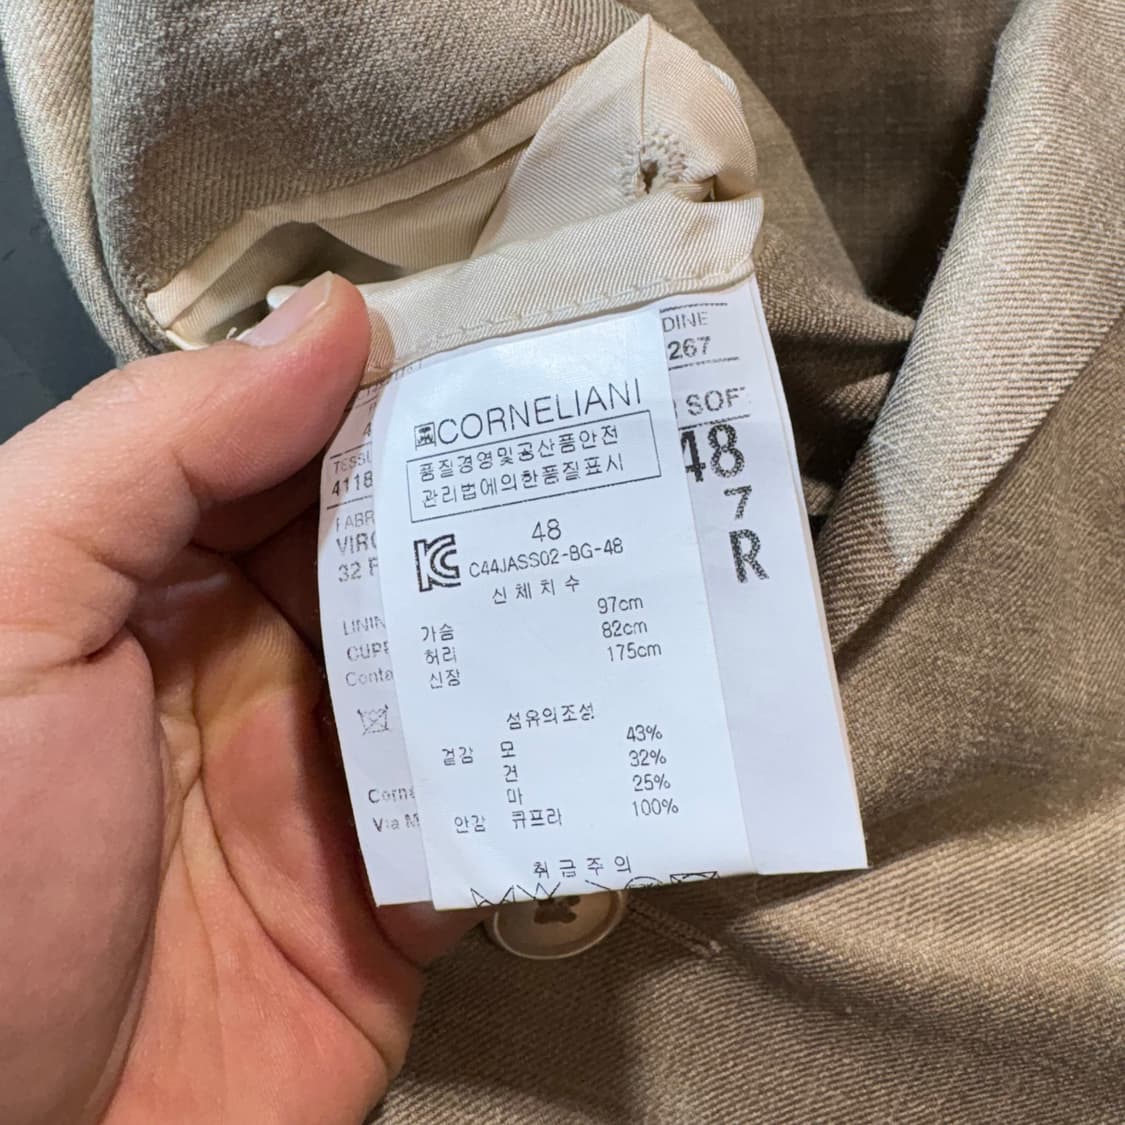 CORNELIANI
품질경영및공산품안전
관리법에의한품질표시
48
C44JASS02-BG-48
신체치수
가슴 97cm
허리 82cm
신장 175cm
섬유의조성
겉감 모 43%
견 32%
마 25%
안감 큐프라 100%
취급주의
DINE
267
SOF
48
7
R
TESSU
4118
FABR
VIRG
32
LININ
CUPR
Conta
Corne
Via M